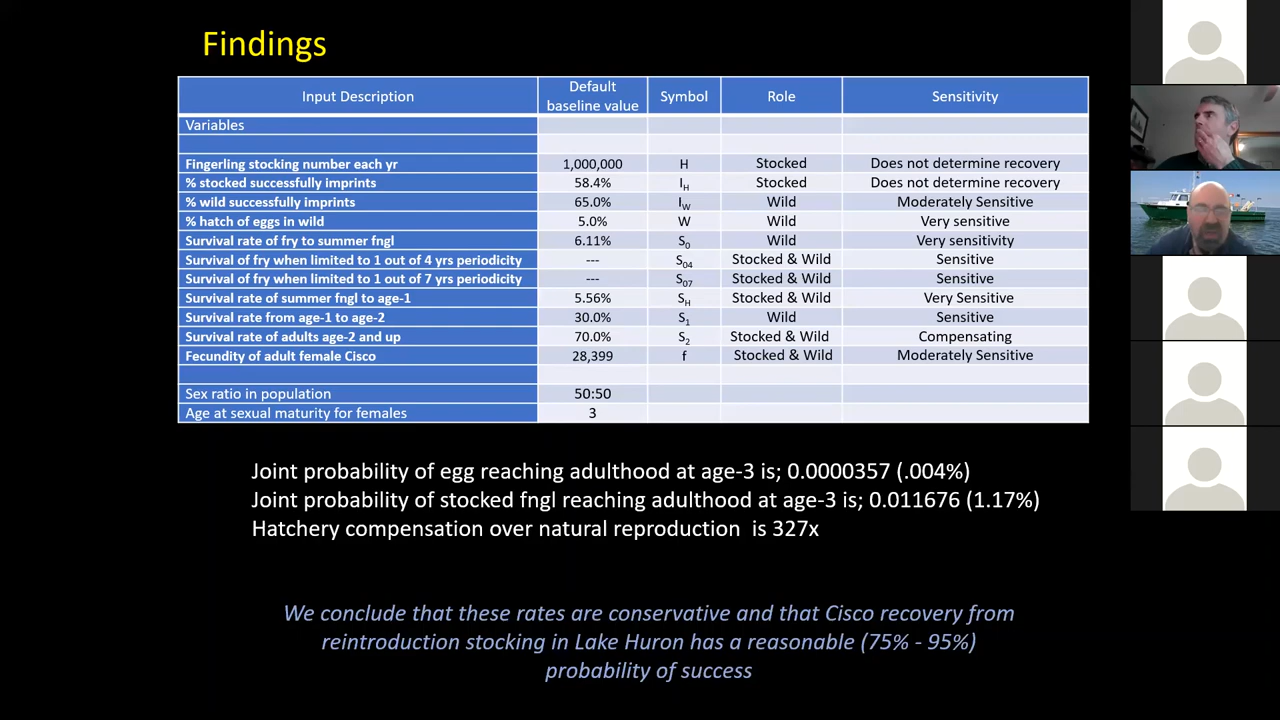 Findings
Input Description Default baseline value Symbol Role Sensitivity
Variables
Fingerling stocking number each yr 1,000,000 H Stocked Does not determine recovery
% stocked successfully imprints 58.4% IH Stocked Does not determine recovery
% wild successfully imprints 65.0% IW Wild Moderately Sensitive
% hatch of eggs in wild 5.0% W Wild Very sensitive
Survival rate of fry to summer fngl 6.11% S0 Wild Very sensitivity
Survival of fry when limited to 1 out of 4 yrs periodicity --- S04 Stocked & Wild Sensitive
Survival of fry when limited to 1 out of 7 yrs periodicity --- S07 Stocked & Wild Sensitive
Survival rate of summer fngl to age-1 5.56% SH Stocked & Wild Very Sensitive
Survival rate from age-1 to age-2 30.0% S1 Wild Sensitive
Survival rate of adults age-2 and up 70.0% S2 Stocked & Wild Compensating
Fecundity of adult female Cisco 28,399 f Stocked & Wild Moderately Sensitive
Sex ratio in population 50:50
Age at sexual maturity for females 3
Joint probability of egg reaching adulthood at age-3 is; 0.0000357 (.004%)
Joint probability of stocked fngl reaching adulthood at age-3 is; 0.011676 (1.17%)
Hatchery compensation over natural reproduction is 327x
We conclude that these rates are conservative and that Cisco recovery from
reintroduction stocking in Lake Huron has a reasonable (75% - 95%)
probability of success